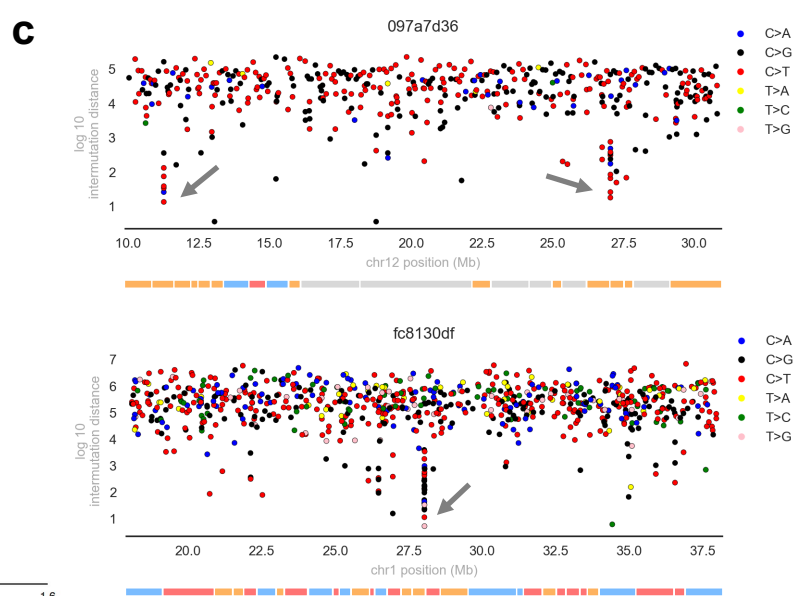 c
097a7d36
C>A
C>G
C>T
T>A
T>C
T>G
log 10
intermutation distance
5
4
3
2
1
10.0 12.5 15.0 17.5 20.0 22.5 25.0 27.5 30.0
chr12 position (Mb)
fc8130df
C>A
C>G
C>T
T>A
T>C
T>G
log 10
intermutation distance
7
6
5
4
3
2
1
20.0 22.5 25.0 27.5 30.0 32.5 35.0 37.5
chr1 position (Mb)